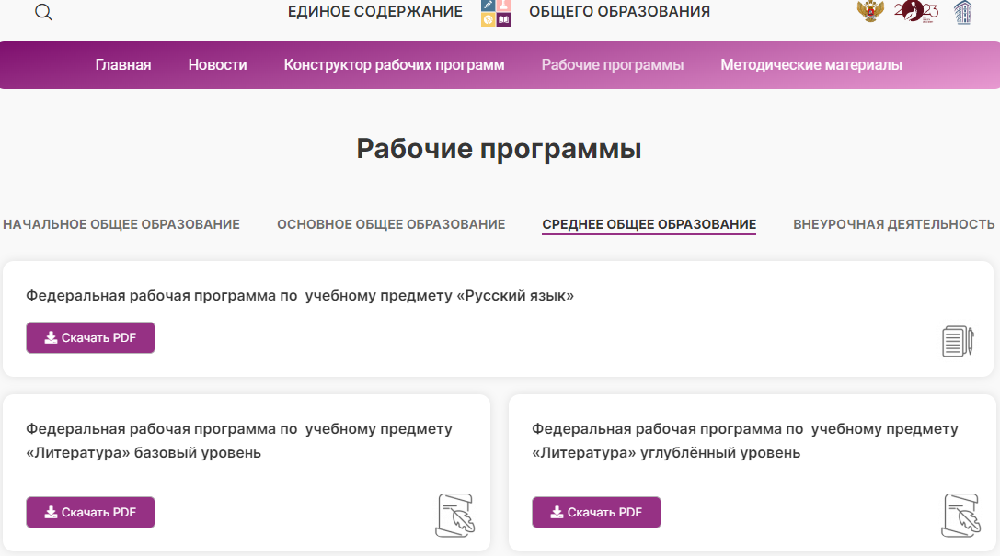 ЕДИНОЕ СОДЕРЖАНИЕ ОБЩЕГО ОБРАЗОВАНИЯ
2023
Главная Новости Конструктор рабочих программ Рабочие программы Методические материалы
Рабочие программы
НАЧАЛЬНОЕ ОБЩЕЕ ОБРАЗОВАНИЕ ОСНОВНОЕ ОБЩЕЕ ОБРАЗОВАНИЕ СРЕДНЕЕ ОБЩЕЕ ОБРАЗОВАНИЕ ВНЕУРОЧНАЯ ДЕЯТЕЛЬНОСТЬ
Федеральная рабочая программа по учебному предмету «Русский язык»
Скачать PDF
Федеральная рабочая программа по учебному предмету
«Литература» базовый уровень
Скачать PDF
Федеральная рабочая программа по учебному предмету
«Литература» углублённый уровень
Скачать PDF